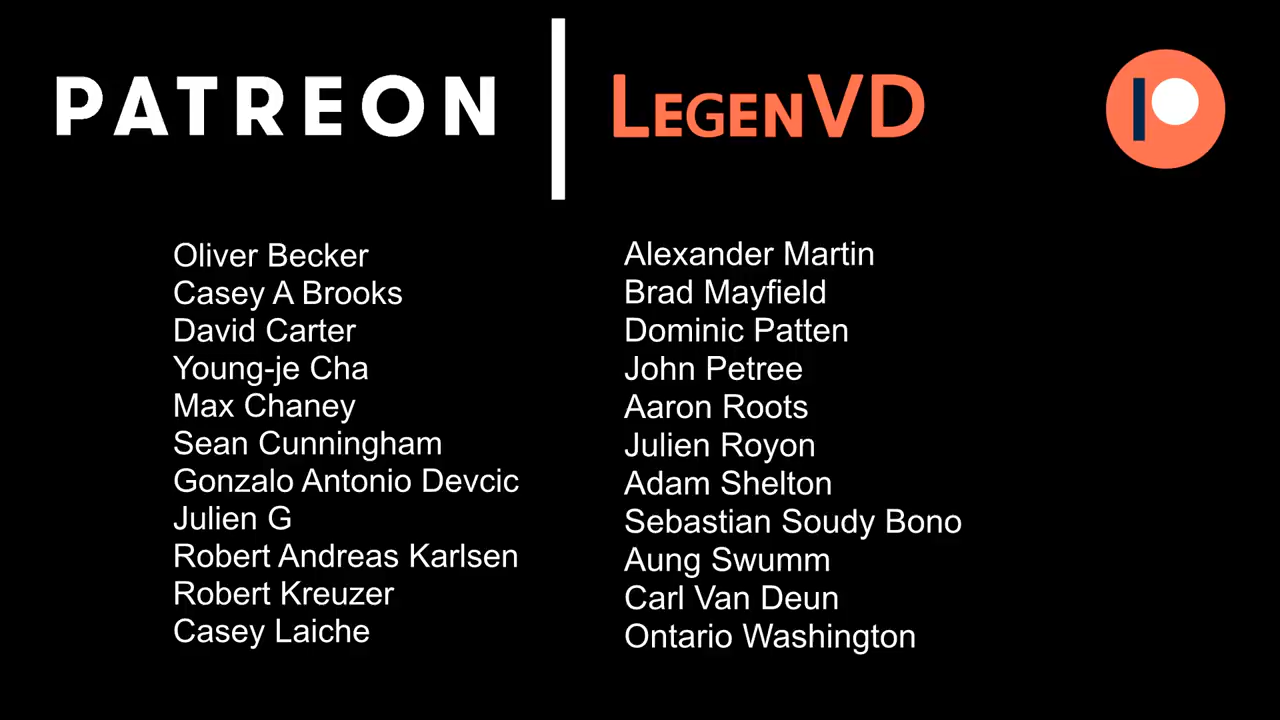 PATREON
LEGENVD
Oliver Becker
Casey A Brooks
David Carter
Young-je Cha
Max Chaney
Sean Cunningham
Gonzalo Antonio Devcic
Julien G
Robert Andreas Karlsen
Robert Kreuzer
Casey Laiche
Alexander Martin
Brad Mayfield
Dominic Patten
John Petree
Aaron Roots
Julien Royon
Adam Shelton
Sebastian Soudy Bono
Aung Swumm
Carl Van Deun
Ontario Washington